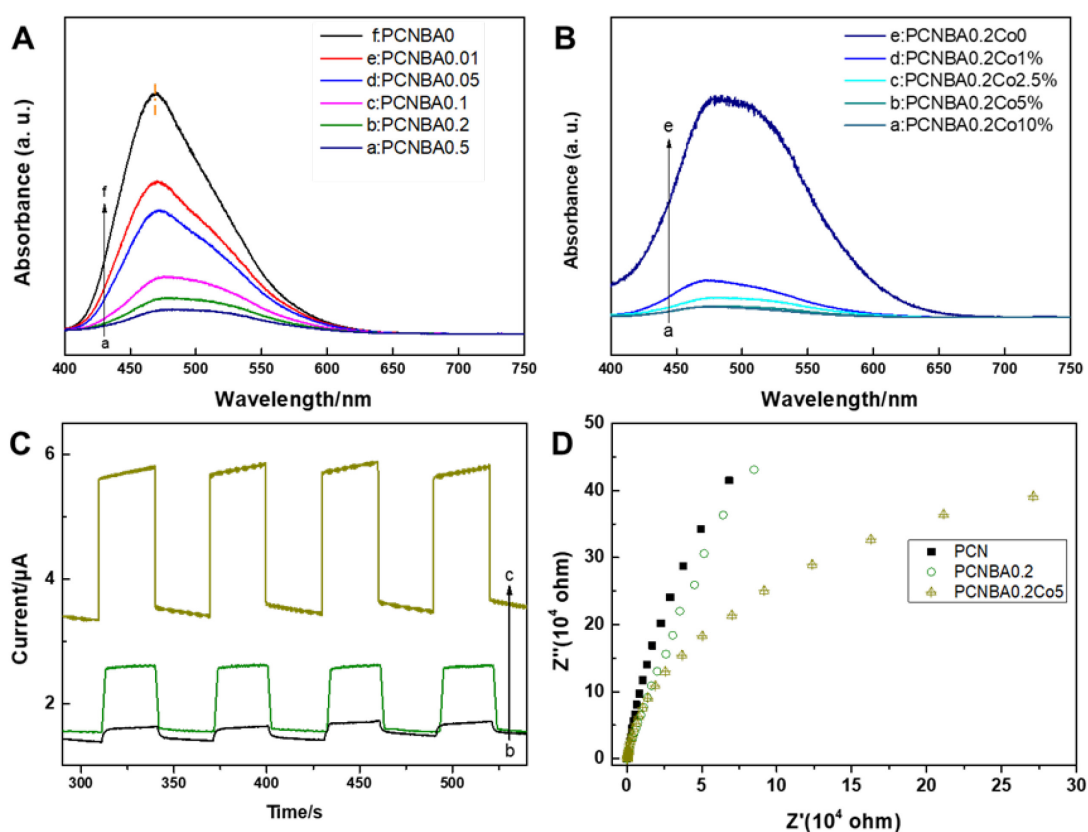 A
f:PCNBA0
e:PCNBA0.01
d:PCNBA0.05
c:PCNBA0.1
b:PCNBA0.2
a:PCNBA0.5
f
a
Absorbance (a. u.)
400 450 500 550 600 650 700 750
Wavelength/nm
B
e:PCNBA0.2Co0
d:PCNBA0.2Co1%
c:PCNBA0.2Co2.5%
b:PCNBA0.2Co5%
a:PCNBA0.2Co10%
e
a
Absorbance (a. u.)
400 450 500 550 600 650 700 750
Wavelength/nm
C
6
4
2
c
b
Current/µA
300 350 400 450 500
Time/s
D
50
40
30
20
10
0
PCN
PCNBA0.2
PCNBA0.2Co5
Z''(10⁴ ohm)
0 5 10 15 20 25 30
Z'(10⁴ ohm)